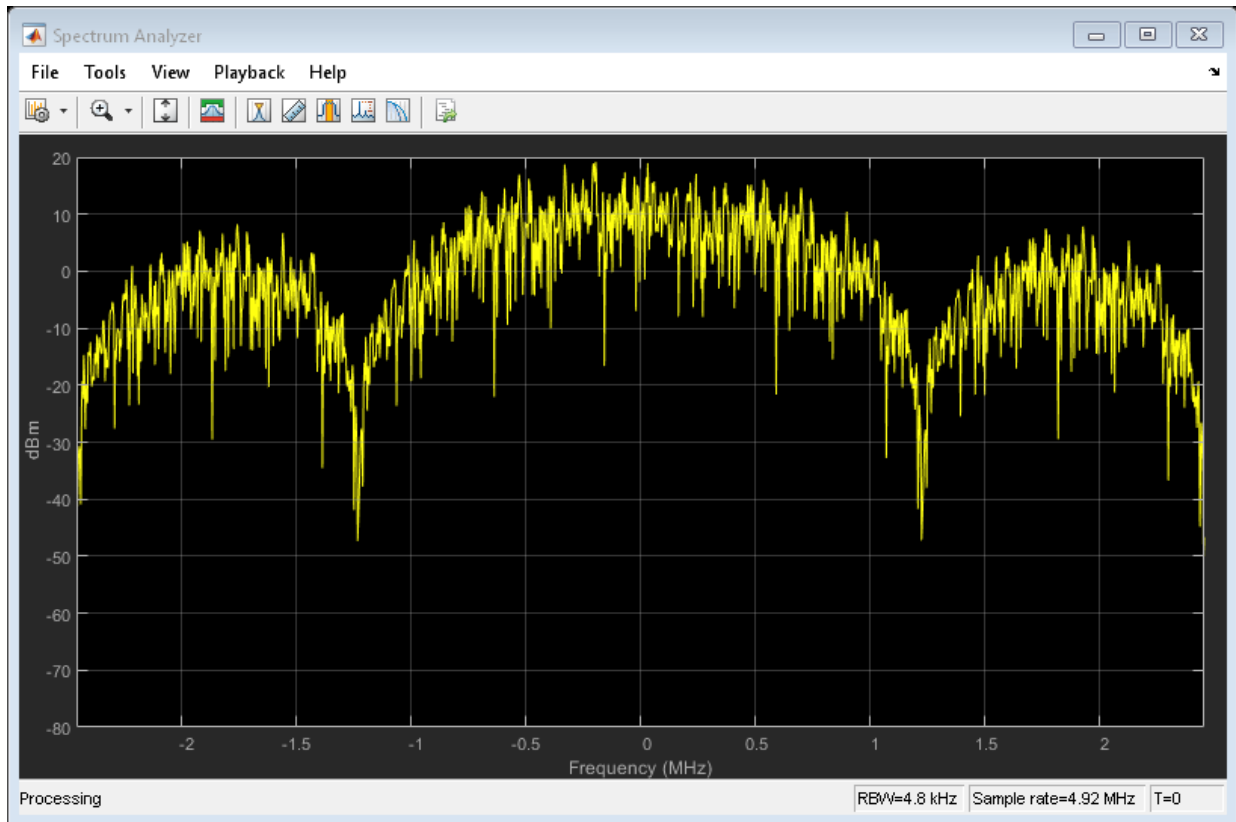 Spectrum Analyzer
File Tools View Playback Help
20
10
0
-10
-20
-30
-40
-50
-60
-70
-80
dBm
-2 -1.5 -1 -0.5 0 0.5 1 1.5 2
Frequency (MHz)
Processing RBW=4.8 kHz Sample rate=4.92 MHz T=0